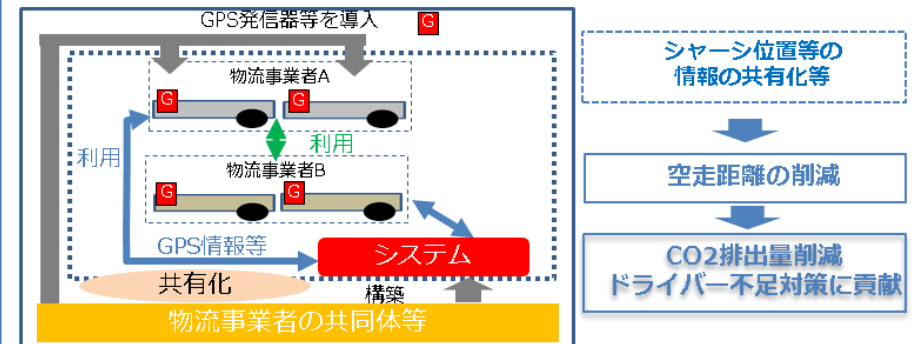 GPS発信器等を導入 G
物流事業者A
G G
利用
利用
物流事業者B
G G
GPS情報等
システム
共有化
構築
物流事業者の共同体等
シャーシ位置等の
情報の共有化等
空走距離の削減
CO2排出量削減
ドライバー不足対策に貢献